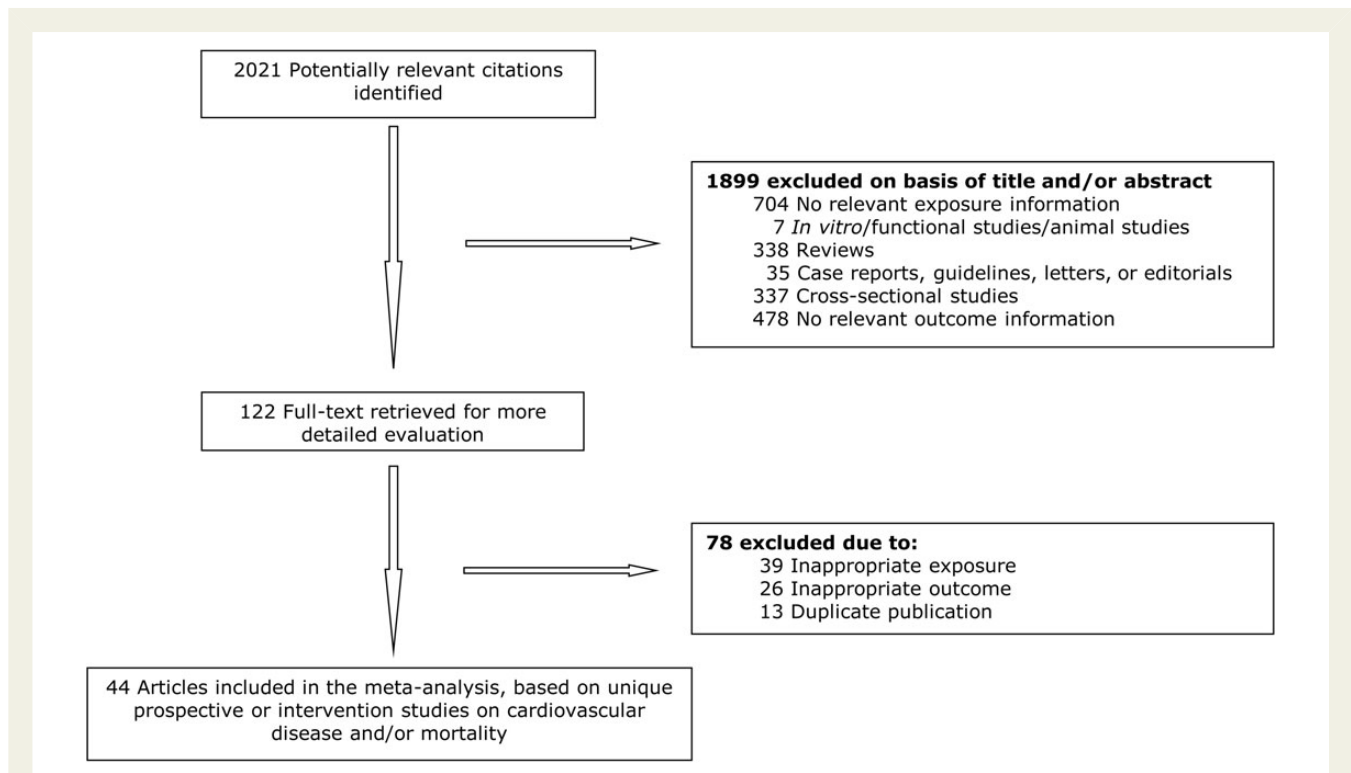 2021 Potentially relevant citations
identified
1899 excluded on basis of title and/or abstract
704 No relevant exposure information
7 In vitro/functional studies/animal studies
338 Reviews
35 Case reports, guidelines, letters, or editorials
337 Cross-sectional studies
478 No relevant outcome information
122 Full-text retrieved for more
detailed evaluation
78 excluded due to:
39 Inappropriate exposure
26 Inappropriate outcome
13 Duplicate publication
44 Articles included in the meta-analysis, based on unique
prospective or intervention studies on cardiovascular
disease and/or mortality